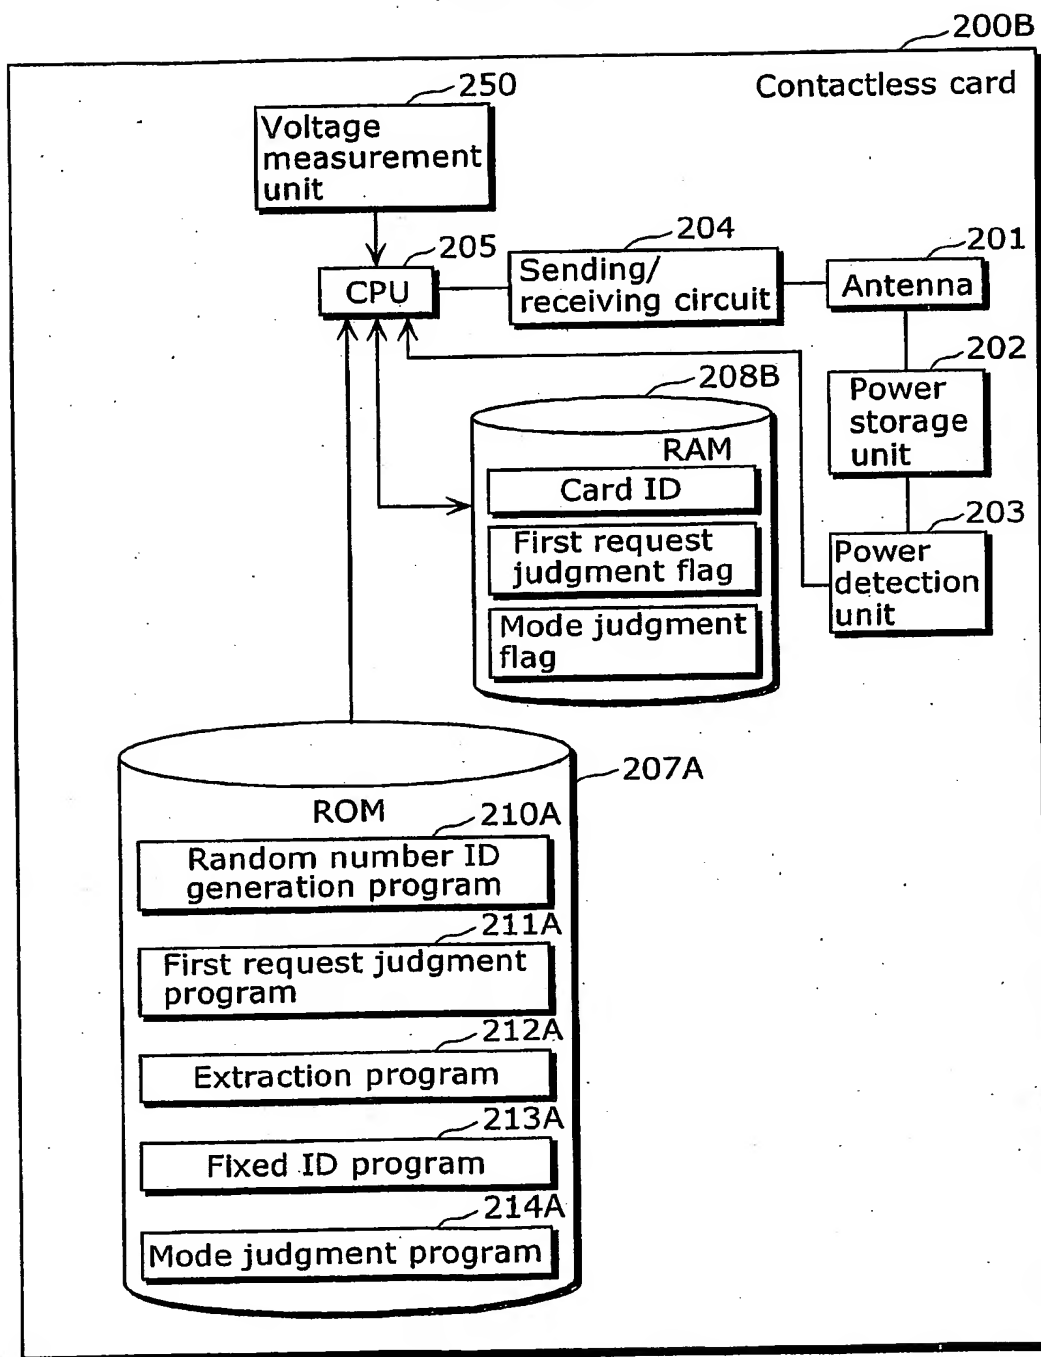 200B
Contactless card
250
Voltage
measurement
unit
205
CPU
204
Sending/
receiving circuit
201
Antenna
202
Power
storage
unit
203
Power
detection
unit
208B
RAM
Card ID
First request
judgment flag
Mode judgment
flag
207A
ROM
210A
Random number ID
generation program
211A
First request judgment
program
212A
Extraction program
213A
Fixed ID program
214A
Mode judgment program